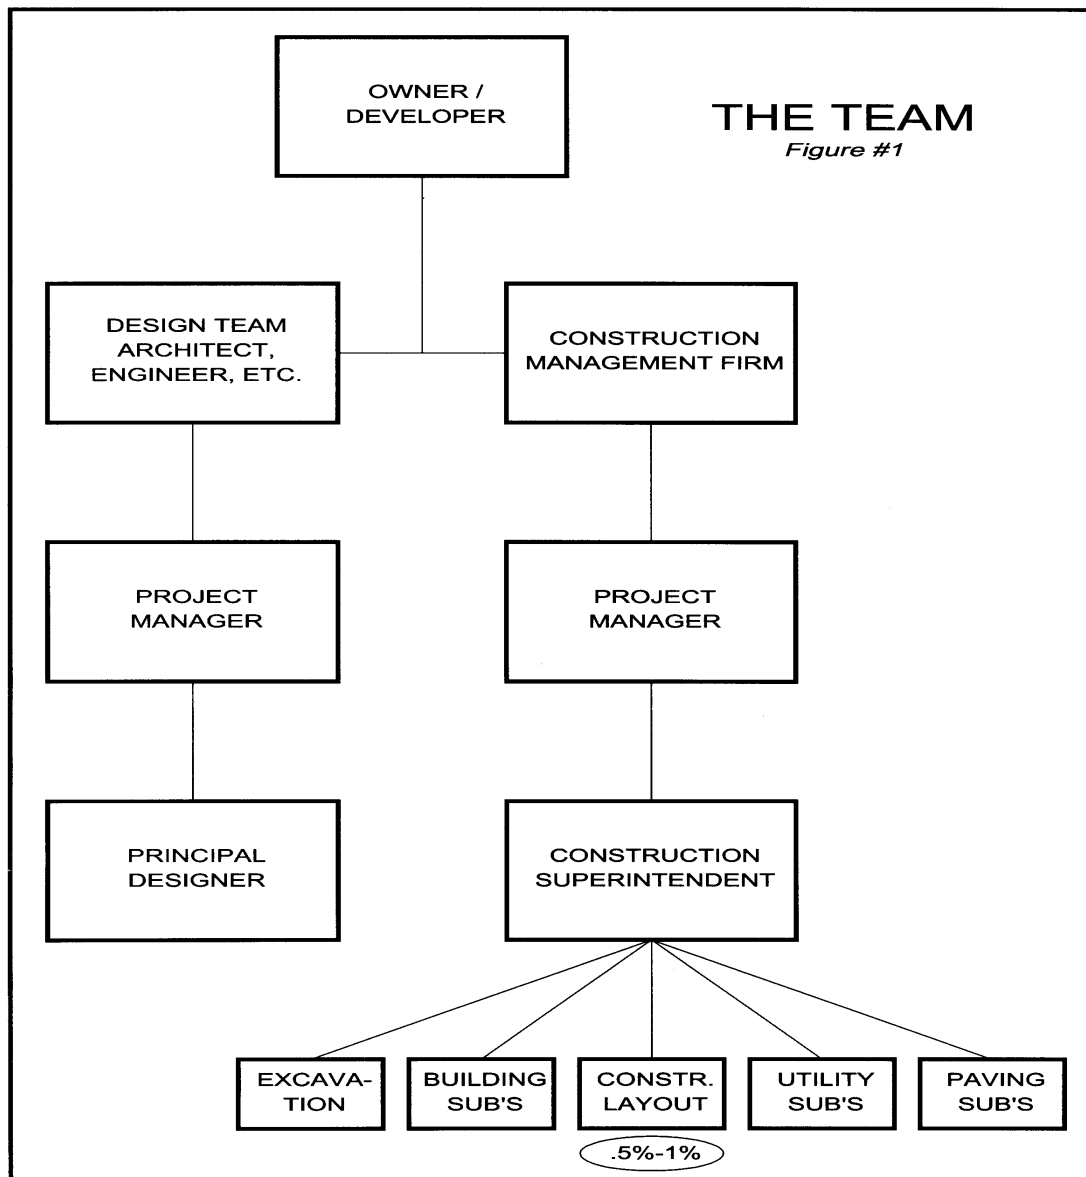 OWNER /
DEVELOPER
THE TEAM
Figure #1
DESIGN TEAM
ARCHITECT,
ENGINEER, ETC.
CONSTRUCTION
MANAGEMENT FIRM
PROJECT
MANAGER
PROJECT
MANAGER
PRINCIPAL
DESIGNER
CONSTRUCTION
SUPERINTENDENT
EXCAVA-
TION
BUILDING
SUB'S
CONSTR.
LAYOUT
UTILITY
SUB'S
PAVING
SUB'S
.5%-1%